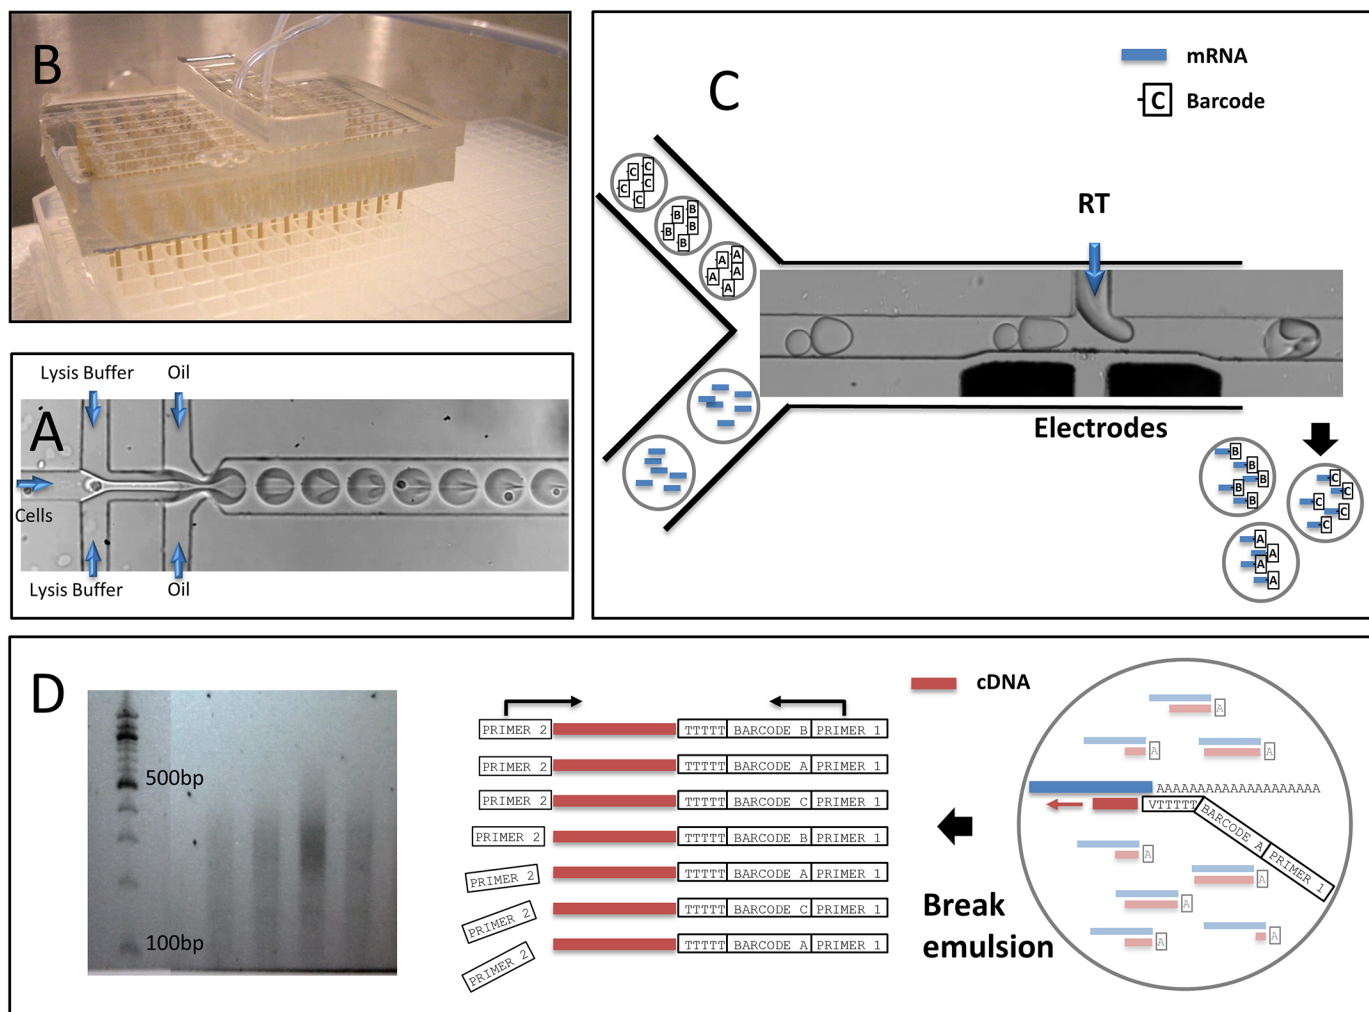 B
A
Lysis Buffer
Oil
Cells
Lysis Buffer
Oil
C
mRNA
C
Barcode
C
C
C
C
C
B
B
B
B
B
A
A
A
A
A
RT
Electrodes
B
B
B
B
B
C
C
C
C
C
A
A
A
A
D
500bp
100bp
cDNA
PRIMER 2 TTTTT BARCODE B PRIMER 1
PRIMER 2 TTTTT BARCODE A PRIMER 1
PRIMER 2 TTTTT BARCODE C PRIMER 1
PRIMER 2 TTTTT BARCODE B PRIMER 1
PRIMER 2 TTTTT BARCODE A PRIMER 1
PRIMER 2 TTTTT BARCODE C PRIMER 1
PRIMER 2 TTTTT BARCODE A PRIMER 1
Break
emulsion
A
A
A
AAAAAAAAAAAAAAAAAAAA
VTTTTT BARCODE A PRIMER 1
A
A
A
A
A